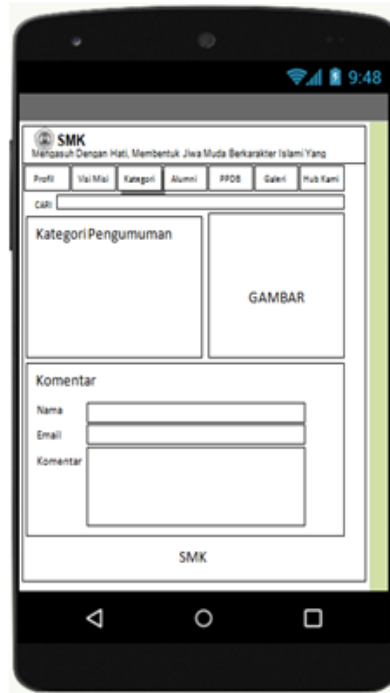 9:48
SMK
Mengasuh Dengan Hati, Membentuk Jiwa Muda Berkarakter Islami Yang
Profil Visi Misi Kategori Alumni PPDB Galeri Hub Kami
CARI
Kategori Pengumuman
GAMBAR
Komentar
Nama
Email
Komentar
SMK